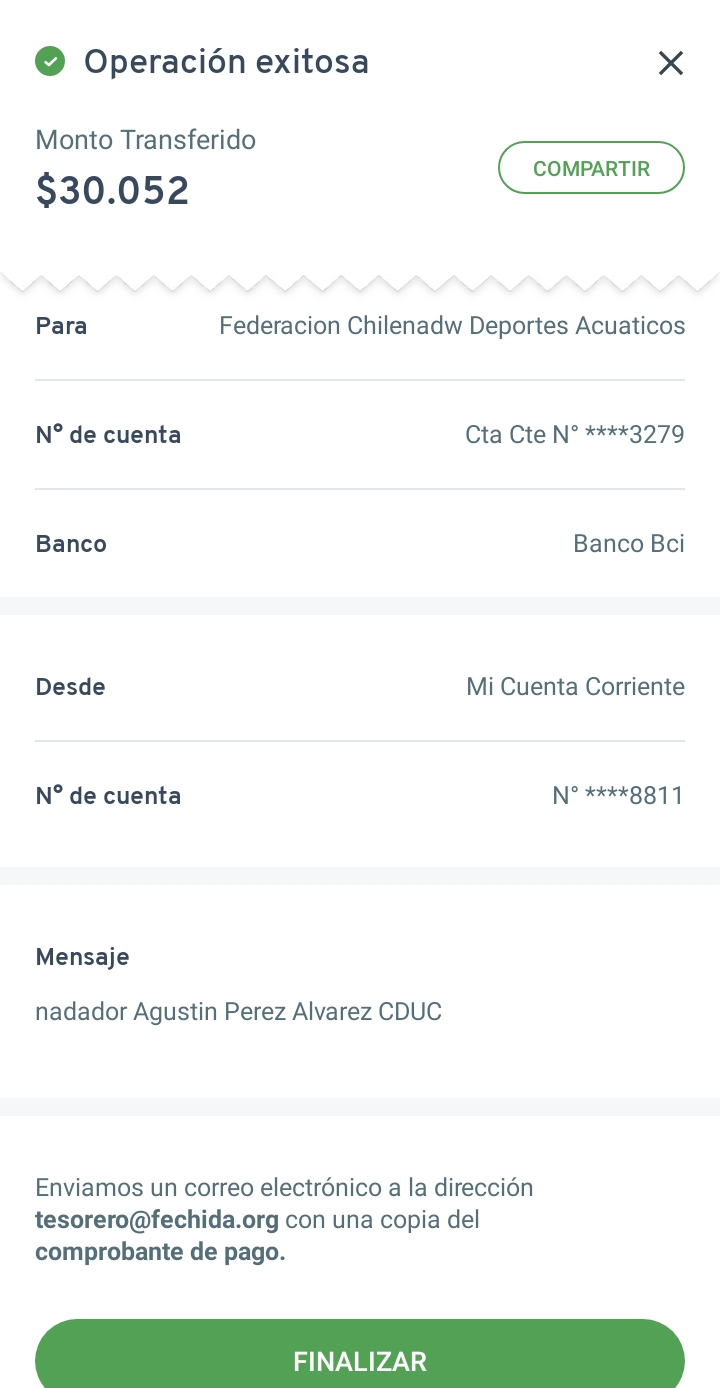 Operación exitosa
Monto Transferido
$30.052
COMPARTIR
Para Federacion Chilenadw Deportes Acuaticos
N° de cuenta Cta Cte N° ****3279
Banco Banco Bci
Desde Mi Cuenta Corriente
N° de cuenta N° ****8811
Mensaje
nadador Agustin Perez Alvarez CDUC
Enviamos un correo electrónico a la dirección
tesorero@fechida.org con una copia del
comprobante de pago.
FINALIZAR